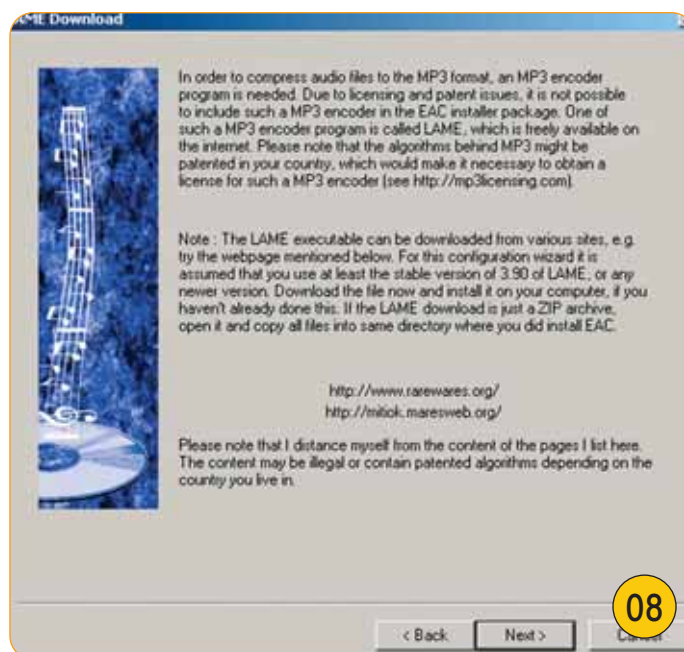 LAME Download
In order to compress audio files to the MP3 format, an MP3 encoder
program is needed. Due to licensing and patent issues, it is not possible
to include such a MP3 encoder in the EAC installer package. One of
such a MP3 encoder program is called LAME, which is freely available on
the internet. Please note that the algorithms behind MP3 might be
patented in your country, which would make it necessary to obtain a
license for such a MP3 encoder (see http://mp3licensing.com).
Note : The LAME executable can be downloaded from various sites, e.g.
try the webpage mentioned below. For this configuration wizard it is
assumed that you use at least the stable version of 3.90 of LAME, or any
newer version. Download the file now and install it on your computer, if you
haven't already done this. If the LAME download is just a ZIP archive,
open it and copy all files into same directory where you did install EAC.
http://www.rarewares.org/
http://mitiok.maresweb.org/
Please note that I distance myself from the content of the pages I list here.
The content may be illegal or contain patented algorithms depending on the
country you live in.
08
< Back Next > Cancel